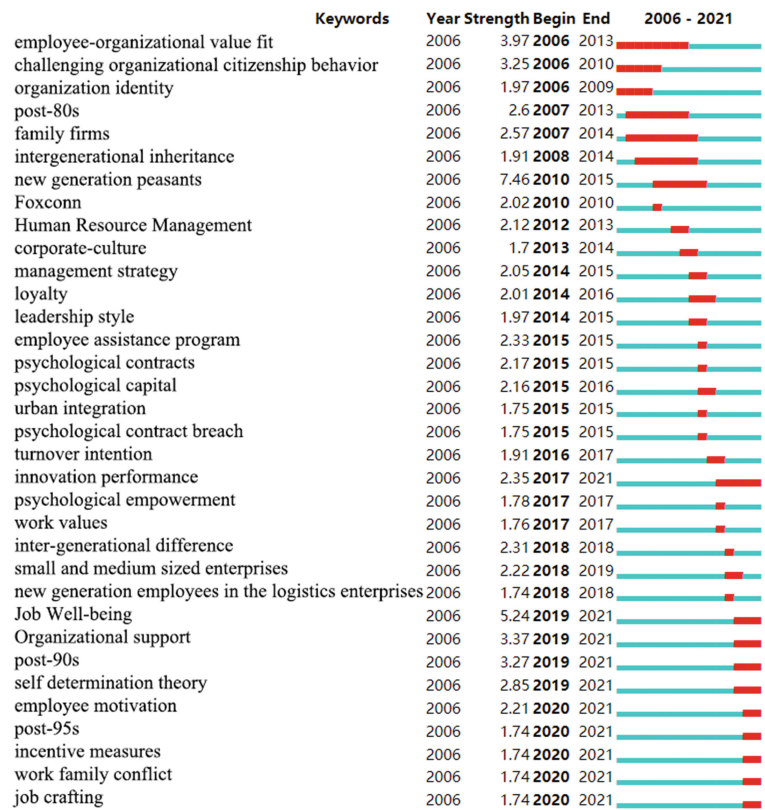 Keywords Year Strength Begin End 2006 - 2021
employee-organizational value fit 2006 3.97 2006 2013
challenging organizational citizenship behavior 2006 3.25 2006 2010
organization identity 2006 1.97 2006 2009
post-80s 2006 2.6 2007 2013
family firms 2006 2.57 2007 2014
intergenerational inheritance 2006 1.91 2008 2014
new generation peasants 2006 7.46 2010 2015
Foxconn 2006 2.02 2010 2010
Human Resource Management 2006 2.12 2012 2013
corporate-culture 2006 1.7 2013 2014
management strategy 2006 2.05 2014 2015
loyalty 2006 2.01 2014 2016
leadership style 2006 1.97 2014 2015
employee assistance program 2006 2.33 2015 2015
psychological contracts 2006 2.17 2015 2015
psychological capital 2006 2.16 2015 2016
urban integration 2006 1.75 2015 2015
psychological contract breach 2006 1.75 2015 2015
turnover intention 2006 1.91 2016 2017
innovation performance 2006 2.35 2017 2021
psychological empowerment 2006 1.78 2017 2017
work values 2006 1.76 2017 2017
inter-generational difference 2006 2.31 2018 2018
small and medium sized enterprises 2006 2.22 2018 2019
new generation employees in the logistics enterprises 2006 1.74 2018 2018
Job Well-being 2006 5.24 2019 2021
Organizational support 2006 3.37 2019 2021
post-90s 2006 3.27 2019 2021
self determination theory 2006 2.85 2019 2021
employee motivation 2006 2.21 2020 2021
post-95s 2006 1.74 2020 2021
incentive measures 2006 1.74 2020 2021
work family conflict 2006 1.74 2020 2021
job crafting 2006 1.74 2020 2021